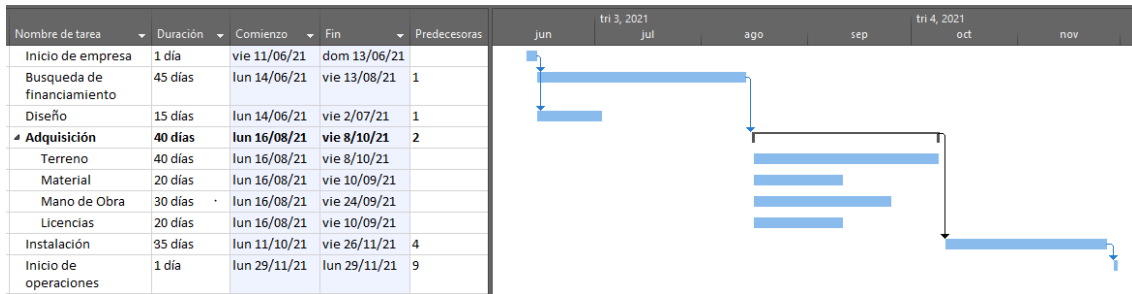 tri 3, 2021 tri 4, 2021
Nombre de tarea Duración Comienzo Fin Predecesoras jun jul ago sep oct nov
Inicio de empresa 1 día vie 11/06/21 dom 13/06/21
Busqueda de financiamiento 45 días lun 14/06/21 vie 13/08/21 1
Diseño 15 días lun 14/06/21 vie 2/07/21 1
Adquisición 40 días lun 16/08/21 vie 8/10/21 2
Terreno 40 días lun 16/08/21 vie 8/10/21
Material 20 días lun 16/08/21 vie 10/09/21
Mano de Obra 30 días lun 16/08/21 vie 24/09/21
Licencias 20 días lun 16/08/21 vie 10/09/21
Instalación 35 días lun 11/10/21 vie 26/11/21 4
Inicio de operaciones 1 día lun 29/11/21 lun 29/11/21 9